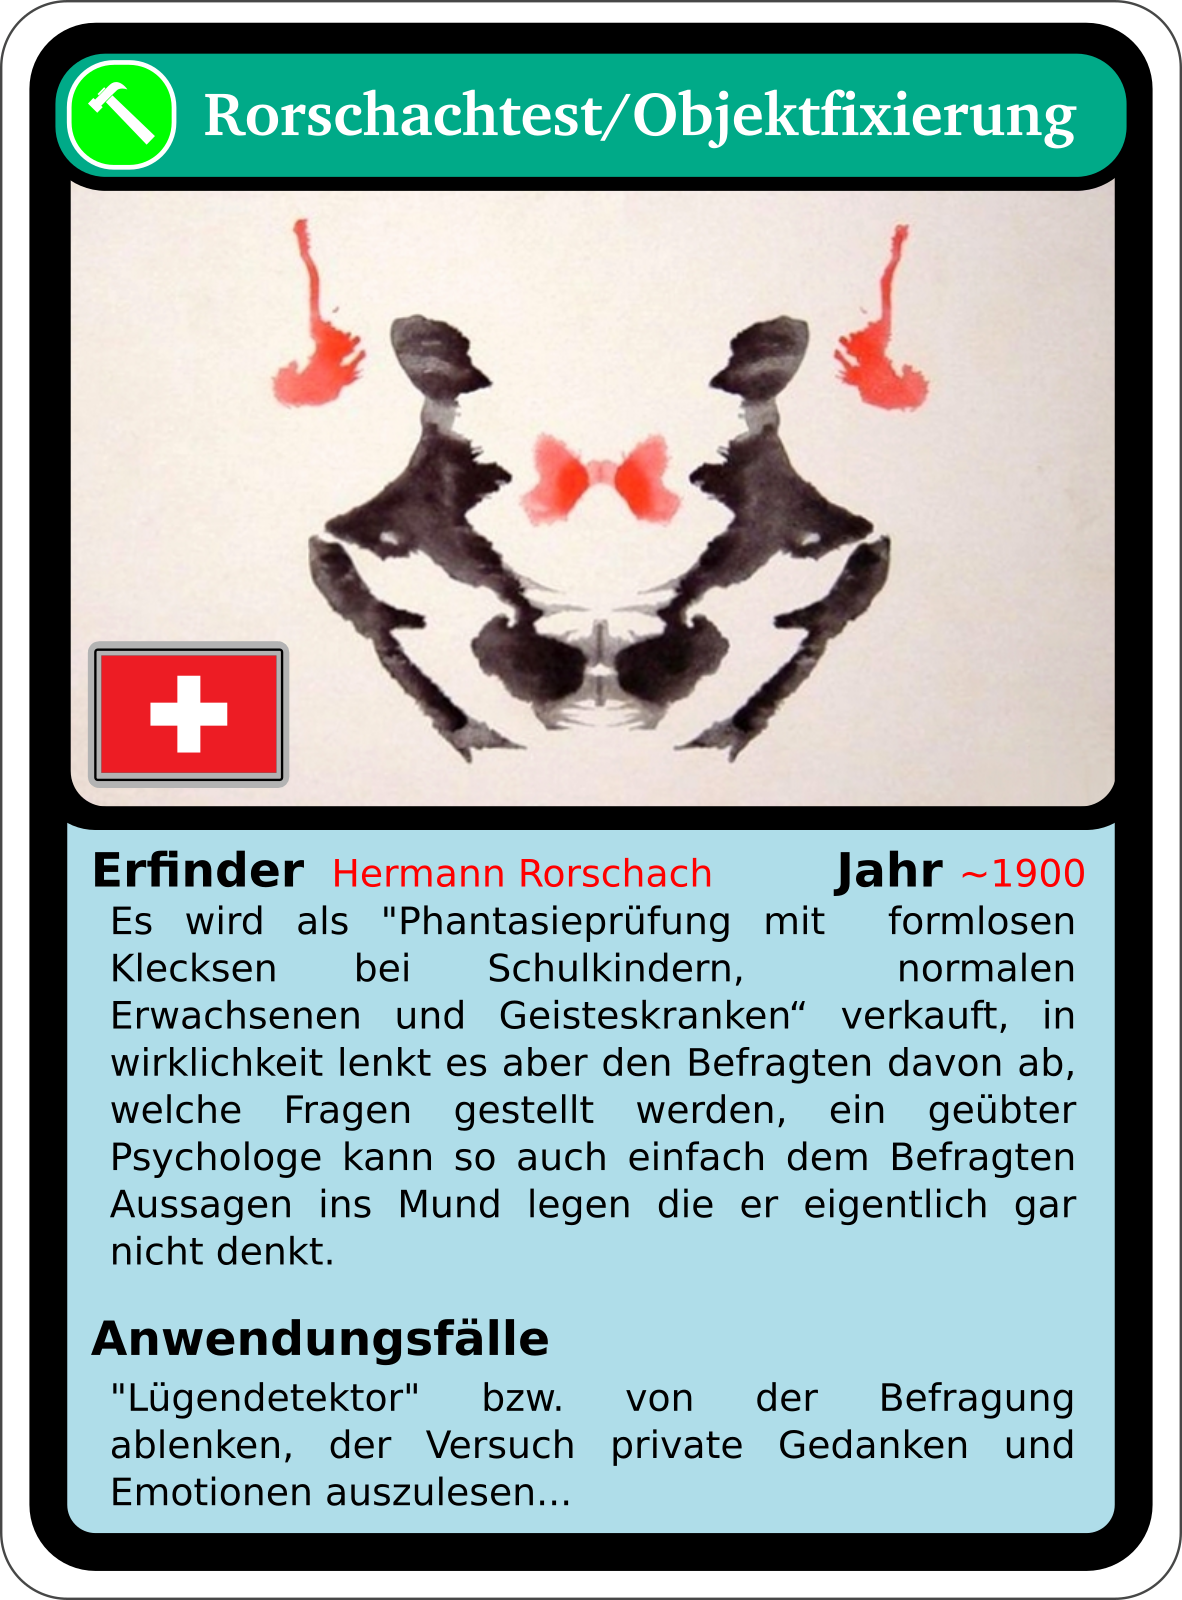 Rorschachtest/Objektfixierung
Erfinder Hermann Rorschach Jahr ~1900
Es wird als "Phantasieprüfung mit formlosen
Klecksen bei Schulkindern, normalen
Erwachsenen und Geisteskranken“ verkauft, in
wirklichkeit lenkt es aber den Befragten davon ab,
welche Fragen gestellt werden, ein geübter
Psychologe kann so auch einfach dem Befragten
Aussagen ins Mund legen die er eigentlich gar
nicht denkt.
Anwendungsfälle
"Lügendetektor" bzw. von der Befragung
ablenken, der Versuch private Gedanken und
Emotionen auszulesen...